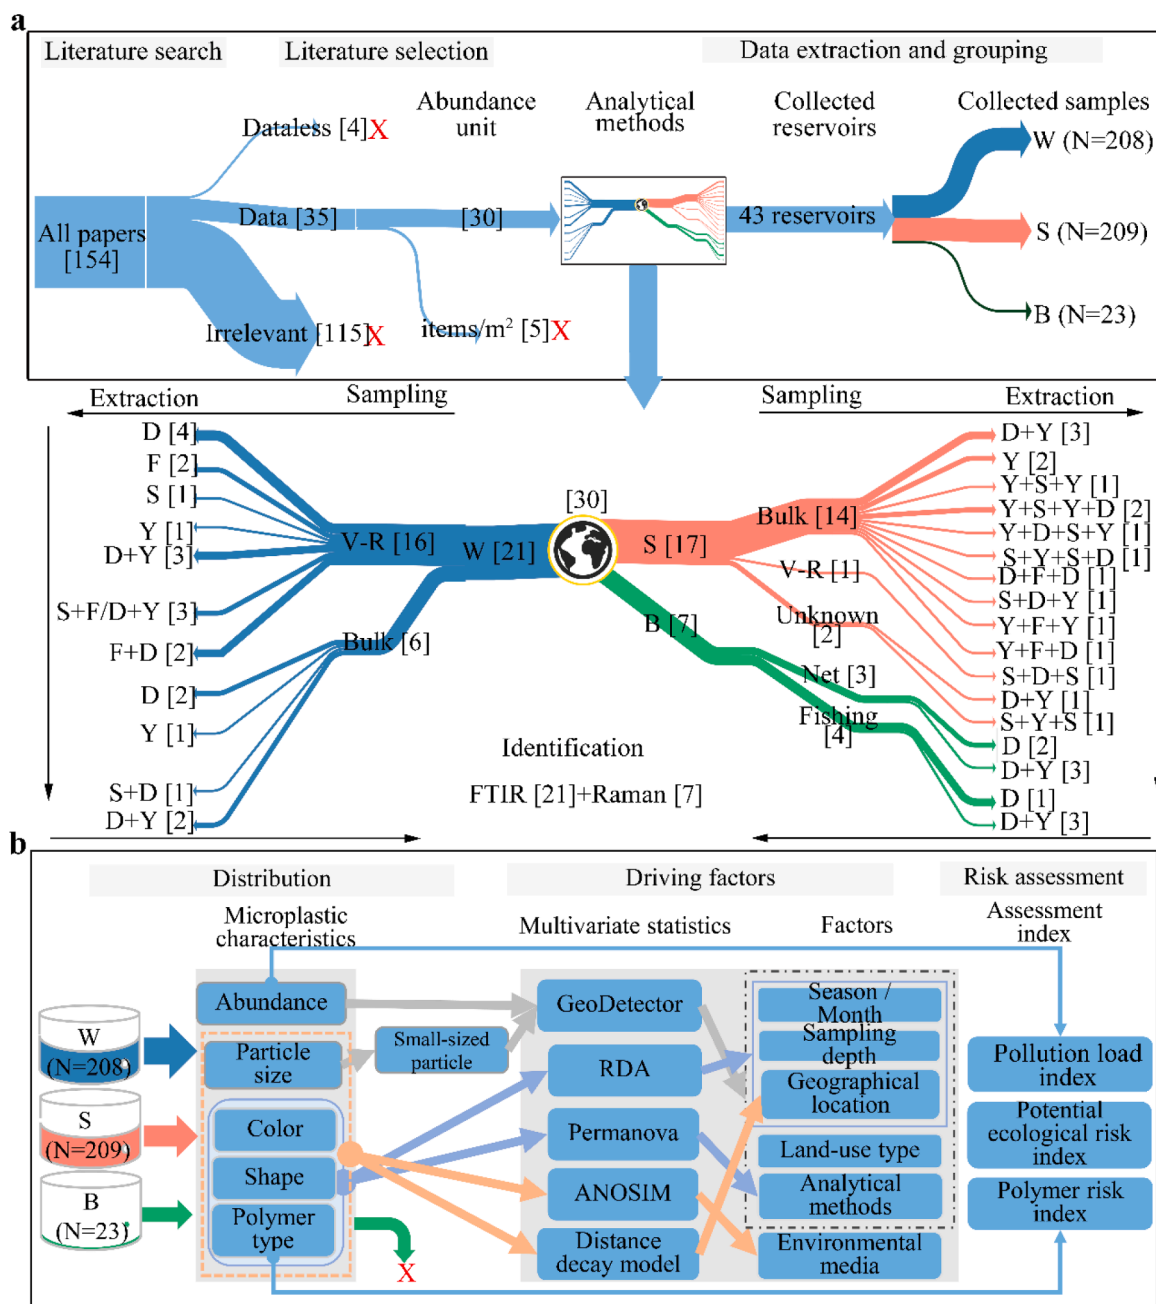 a
Literature search
Literature selection
Data extraction and grouping
Abundance
unit
Analytical
methods
Collected
reservoirs
Collected samples
Dataless [4]X
W (N=208)
All papers
[154]
Data [35]
[30]
43 reservoirs
S (N=209)
Irrelevant [115]X
items/m² [5]X
B (N=23)
Extraction
Sampling
Sampling
Extraction
D [4]
F [2]
S [1]
Y [1]
D+Y [3]
S+F/D+Y [3]
F+D [2]
D [2]
Y [1]
S+D [1]
D+Y [2]
V-R [16]
Bulk [6]
W [21]
[30]
S [17]
B [7]
Bulk [14]
V-R [1]
Unknown
[2]
Net [3]
Fishing
[4]
D+Y [3]
Y [2]
Y+S+Y [1]
Y+S+Y+D [2]
Y+D+S+Y [1]
S+Y+S+D [1]
D+F+D [1]
S+D+Y [1]
Y+F+Y [1]
Y+F+D [1]
S+D+S [1]
D+Y [1]
S+Y+S [1]
D [2]
D+Y [3]
D [1]
D+Y [3]
Identification
FTIR [21]+Raman [7]
b
Distribution
Driving factors
Risk assessment
Microplastic
characteristics
Multivariate statistics
Factors
Assessment
index
W
(N=208)
S
(N=209)
B
(N=23)
Abundance
Particle
size
Small-sized
particle
Color
Shape
Polymer
type
X
GeoDetector
RDA
Permanova
ANOSIM
Distance
decay model
Season /
Month
Sampling
depth
Geographical
location
Land-use type
Analytical
methods
Environmental
media
Pollution load
index
Potential
ecological risk
index
Polymer risk
index